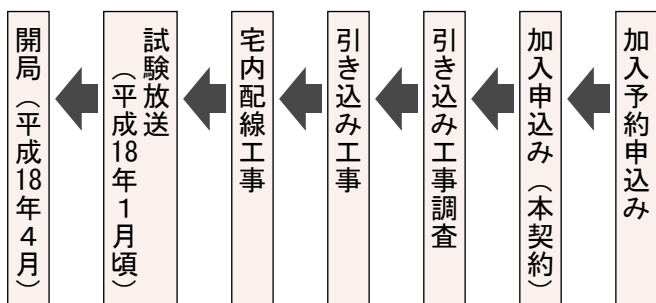 加入予約申込み
加入申込み（本契約）
引き込み工事調査
引き込み工事
宅内配線工事
試験放送
（平成18年１月頃）
開局（平成18年４月）